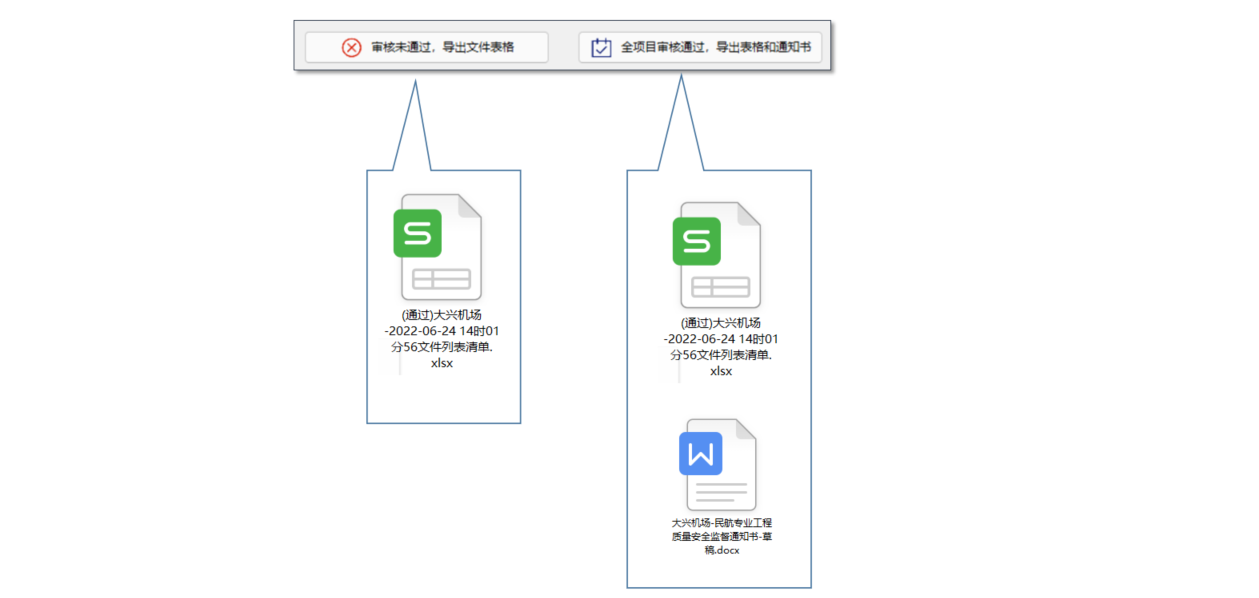 审核未通过，导出文件表格
全项目审核通过，导出表格和通知书
(通过)大兴机场
-2022-06-24 14时01
分56文件列表清单.
xlsx
(通过)大兴机场
-2022-06-24 14时01
分56文件列表清单.
xlsx
大兴机场-民航专业工程
质量安全监督通知书-草
稿.docx